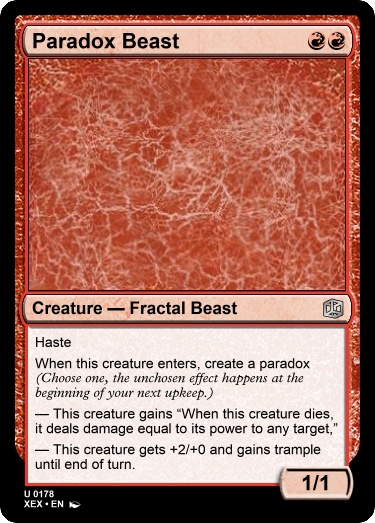 Paradox Beast
Creature — Fractal Beast
Haste
When this creature enters, create a paradox
(Choose one, the unchosen effect happens at the
beginning of your next upkeep.)
— This creature gains “When this creature dies,
it deals damage equal to its power to any target,”
— This creature gets +2/+0 and gains trample
until end of turn.
1/1
U 0178
XEX • EN